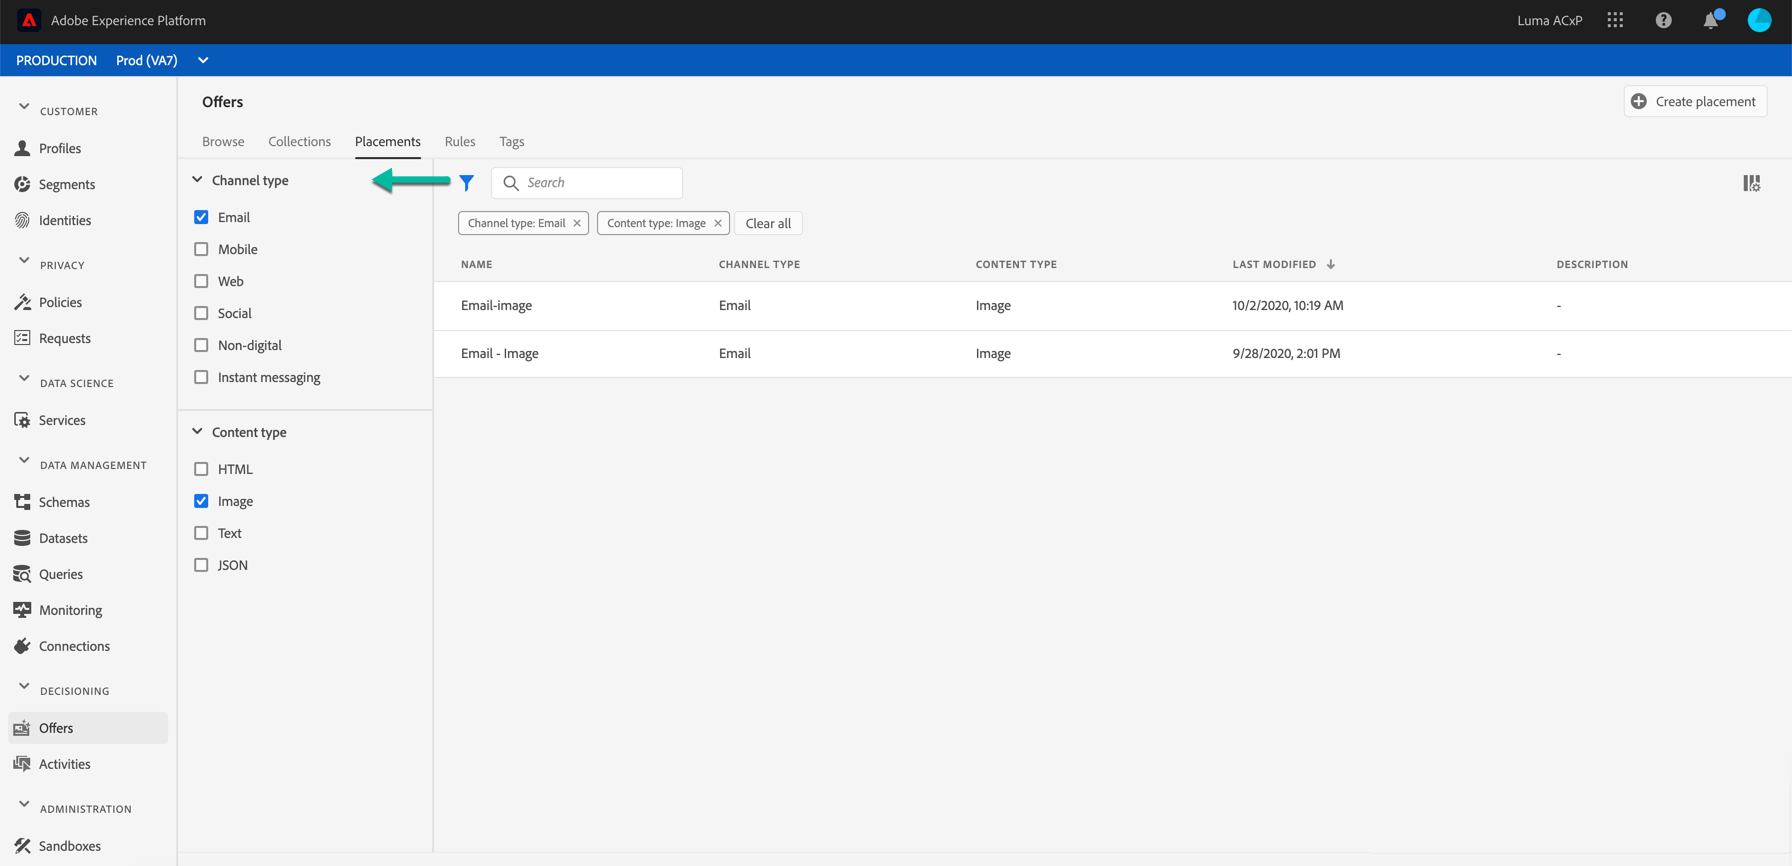 Adobe Experience Platform
Luma ACxP
PRODUCTION Prod (VA7)
CUSTOMER
Profiles
Segments
Identities
PRIVACY
Policies
Requests
DATA SCIENCE
Services
DATA MANAGEMENT
Schemas
Datasets
Queries
Monitoring
Connections
DECISIONING
Offers
Activities
ADMINISTRATION
Sandboxes
Offers
Create placement
Browse Collections Placements Rules Tags
Channel type
Email
Mobile
Web
Social
Non-digital
Instant messaging
Content type
HTML
Image
Text
JSON
Search
Channel type: Email Content type: Image Clear all
NAME CHANNEL TYPE CONTENT TYPE LAST MODIFIED DESCRIPTION
Email-image Email Image 10/2/2020, 10:19 AM -
Email - Image Email Image 9/28/2020, 2:01 PM -